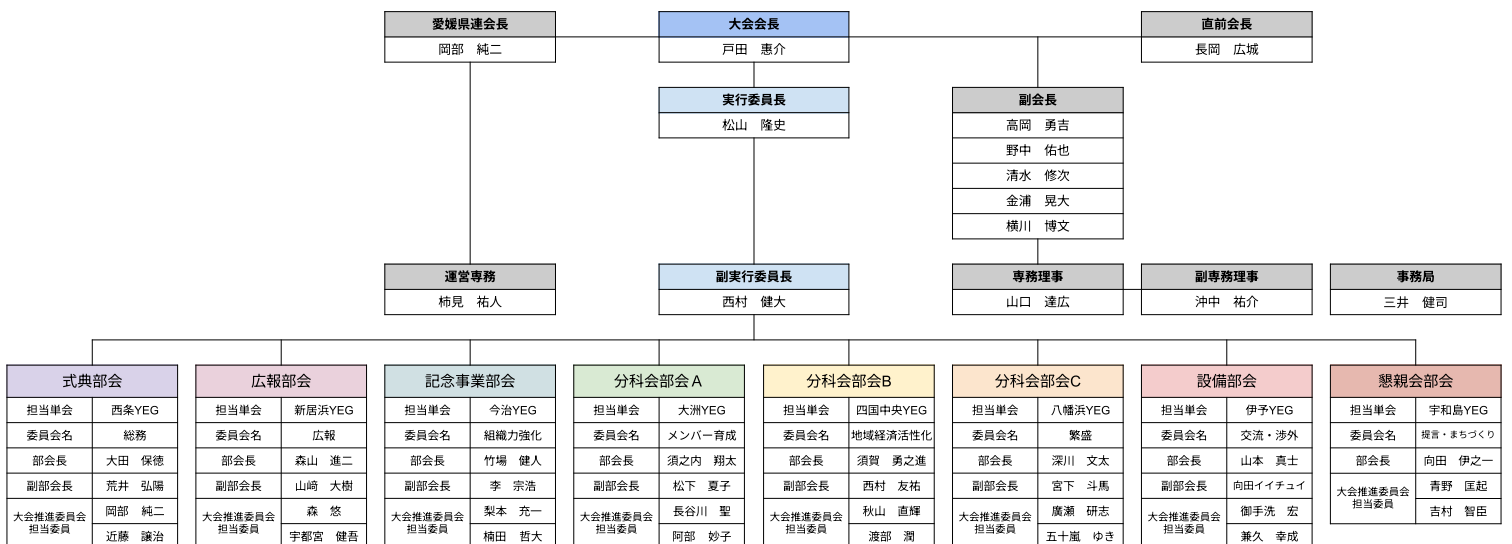 愛媛県連会長
岡部　純二
大会会長
戸田　惠介
直前会長
長岡　広城
実行委員長
松山　隆史
副会長
高岡　勇吉
野中　佑也
清水　修次
金浦　晃大
横川　博文
運営専務
柿見　祐人
副実行委員長
西村　健大
専務理事
山口　達広
副専務理事
沖中　祐介
事務局
三井　健司
式典部会
担当単会　西条YEG
委員会名　総務
部会長　大田　保徳
副部会長　荒井　弘陽
大会推進委員会
担当委員
岡部　純二
近藤　譲治
広報部会
担当単会　新居浜YEG
委員会名　広報
部会長　森山　進二
副部会長　山﨑　大樹
大会推進委員会
担当委員
森　悠
宇都宮　健吾
記念事業部会
担当単会　今治YEG
委員会名　組織力強化
部会長　竹場　健人
副部会長　李　宗浩
大会推進委員会
担当委員
梨本　充一
楠田　哲大
分科会部会A
担当単会　大洲YEG
委員会名　メンバー育成
部会長　須之内　翔太
副部会長　松下　夏子
大会推進委員会
担当委員
長谷川　聖
阿部　妙子
分科会部会B
担当単会　四国中央YEG
委員会名　地域経済活性化
部会長　須賀　勇之進
副部会長　西村　友祐
大会推進委員会
担当委員
秋山　直輝
渡部　潤
分科会部会C
担当単会　八幡浜YEG
委員会名　繁盛
部会長　深川　文太
副部会長　宮下　斗馬
大会推進委員会
担当委員
廣瀬　研志
五十嵐　ゆき
設備部会
担当単会　伊予YEG
委員会名　交流・渉外
部会長　山本　真士
副部会長　向田イイチュイ
大会推進委員会
担当委員
御手洗　宏
兼久　幸成
懇親会部会
担当単会　宇和島YEG
委員会名　提言・まちづくり
部会長　向田　伊之一
大会推進委員会
担当委員
青野　匡起
吉村　智臣